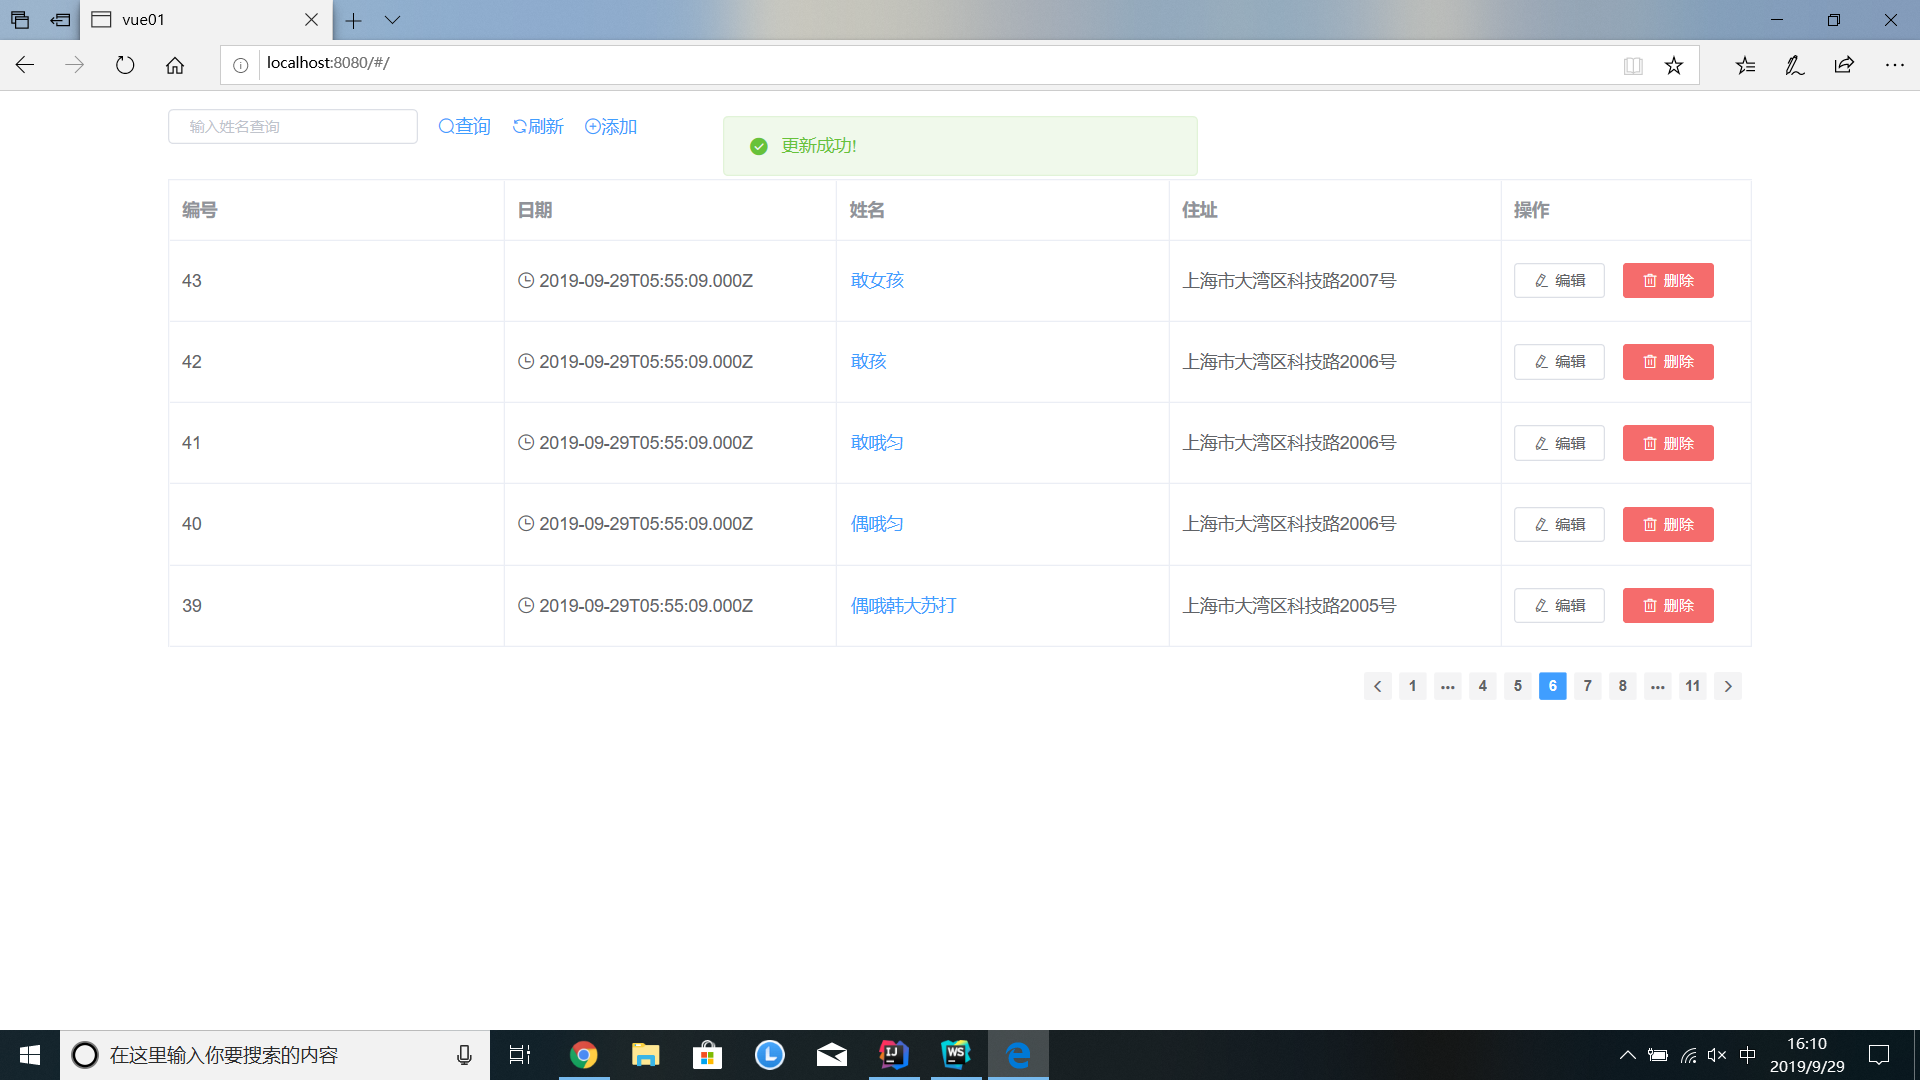 vue01
localhost:8080/#/
输入姓名查询 查询 刷新 添加
更新成功!
编号 日期 姓名 住址 操作
43 2019-09-29T05:55:09.000Z 敢女孩 上海市大湾区科技路2007号 编辑 删除
42 2019-09-29T05:55:09.000Z 敢孩 上海市大湾区科技路2006号 编辑 删除
41 2019-09-29T05:55:09.000Z 敢哦匀 上海市大湾区科技路2006号 编辑 删除
40 2019-09-29T05:55:09.000Z 偶哦匀 上海市大湾区科技路2006号 编辑 删除
39 2019-09-29T05:55:09.000Z 偶哦韩大苏打 上海市大湾区科技路2005号 编辑 删除
1 ••• 4 5 6 7 8 ••• 11
在这里输入你要搜索的内容
IJ
WS
中
16:10
2019/9/29